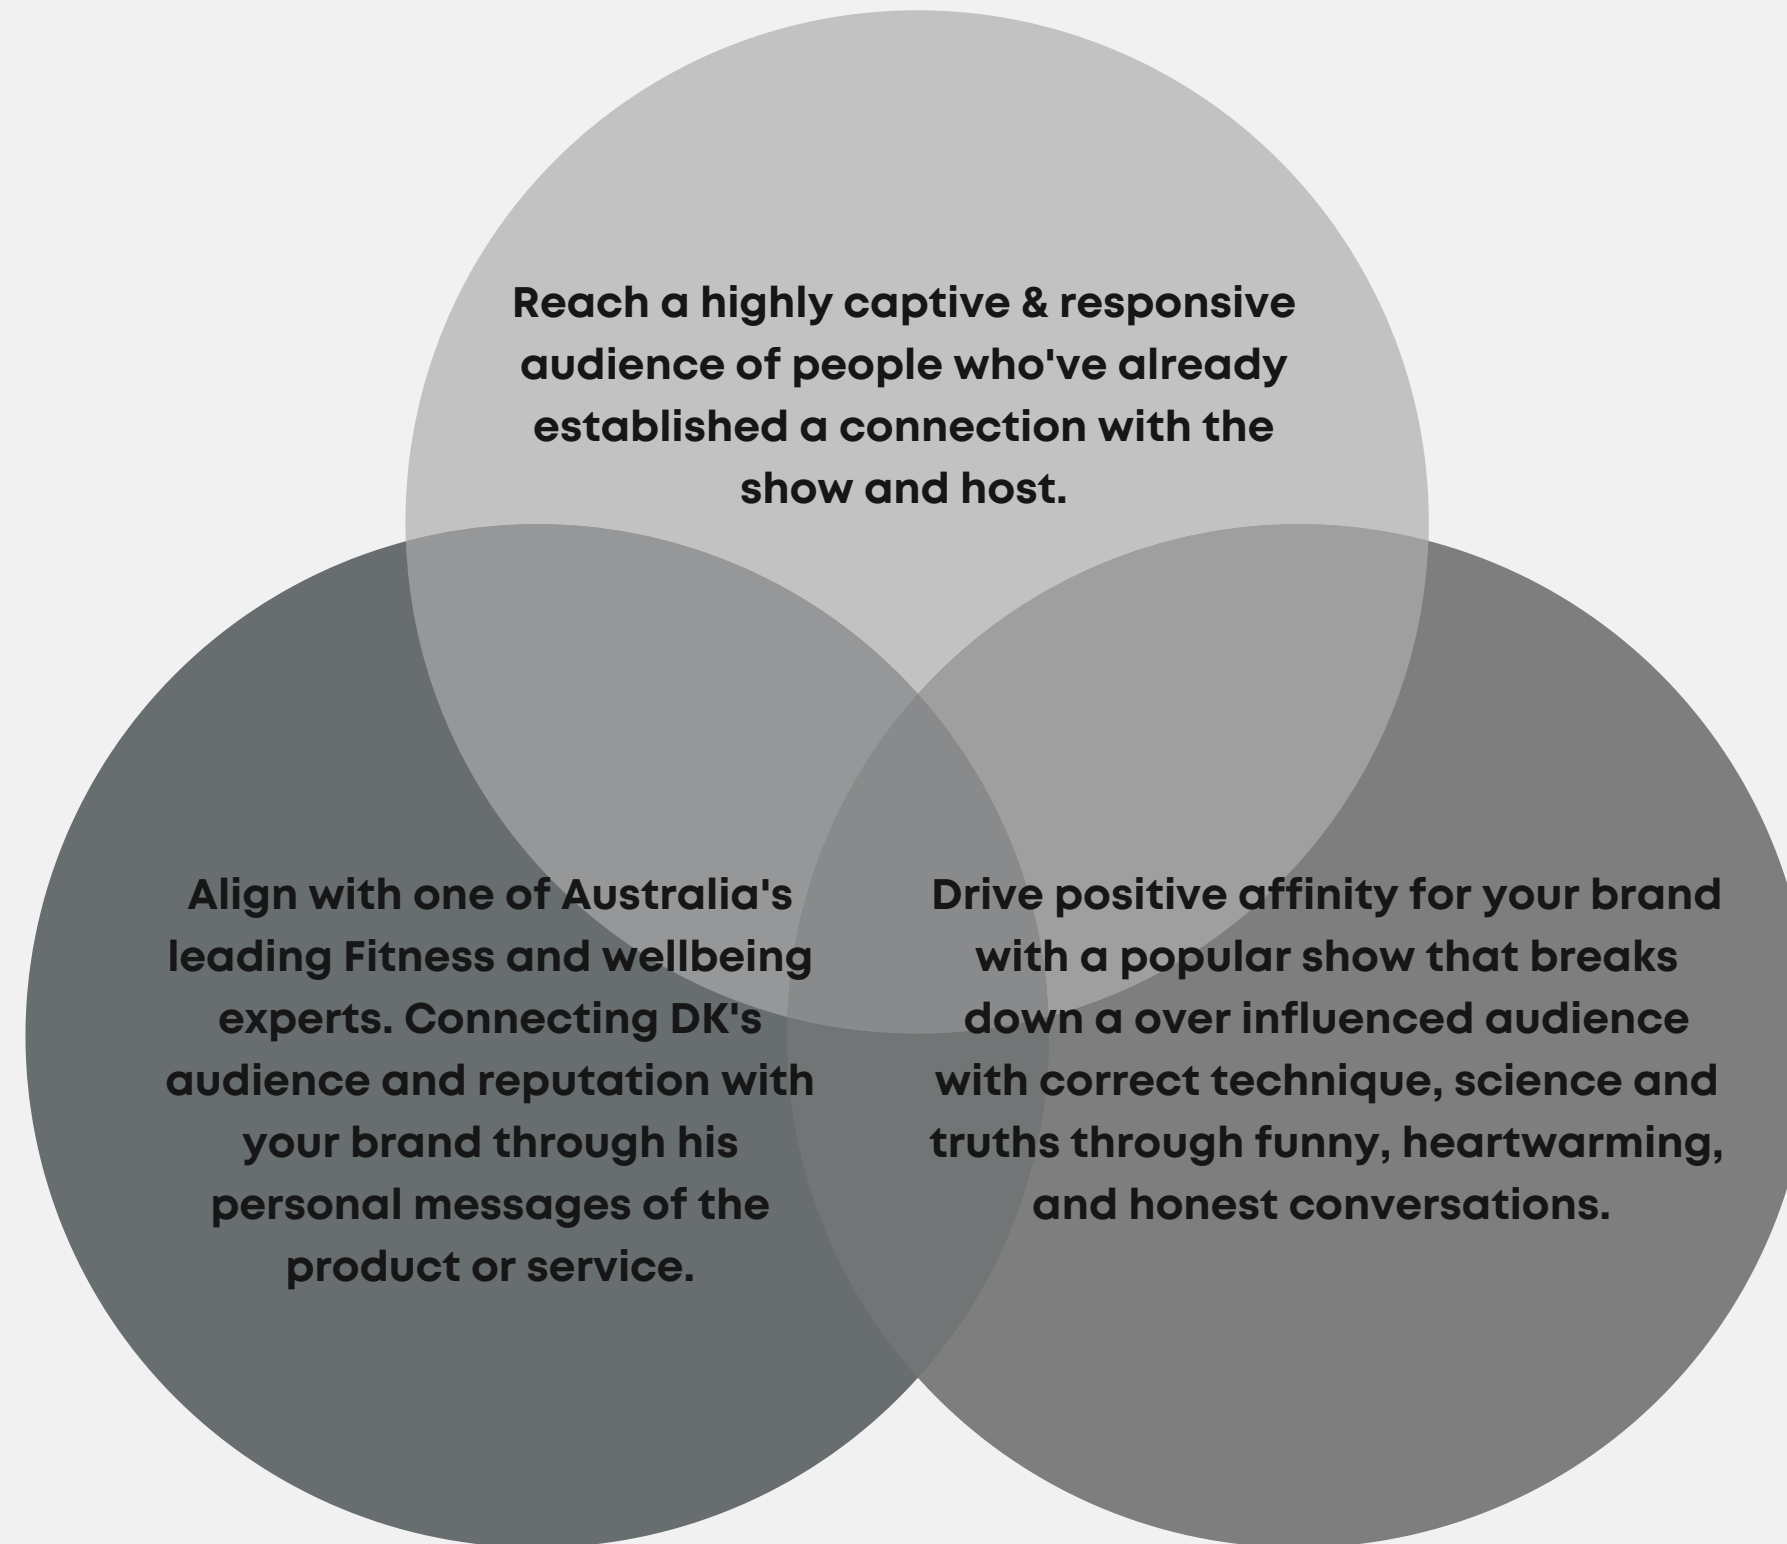 Reach a highly captive & responsive
audience of people who've already
established a connection with the
show and host.
Align with one of Australia's
leading Fitness and wellbeing
experts. Connecting DK's
audience and reputation with
your brand through his
personal messages of the
product or service.
Drive positive affinity for your brand
with a popular show that breaks
down a over influenced audience
with correct technique, science and
truths through funny, heartwarming,
and honest conversations.